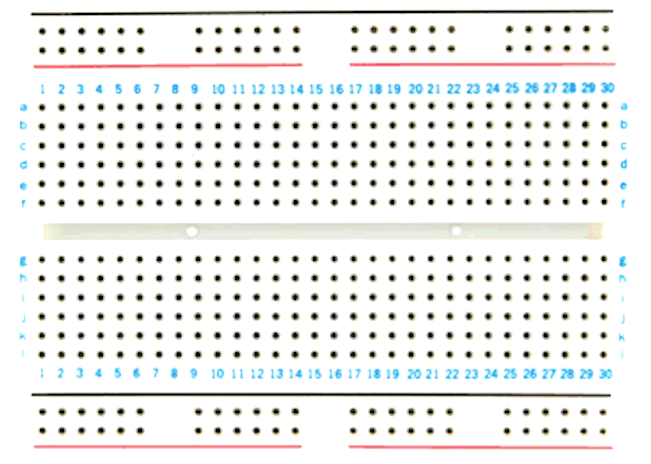 1 2 3 4 5 6 7 8 9 10 11 12 13 14 15 16 17 18 19 20 21 22 23 24 25 26 27 28 29 30
a a
b b
c c
d d
e e
f f
g g
h h
i i
j j
k k
l l
1 2 3 4 5 6 7 8 9 10 11 12 13 14 15 16 17 18 19 20 21 22 23 24 25 26 27 28 29 30